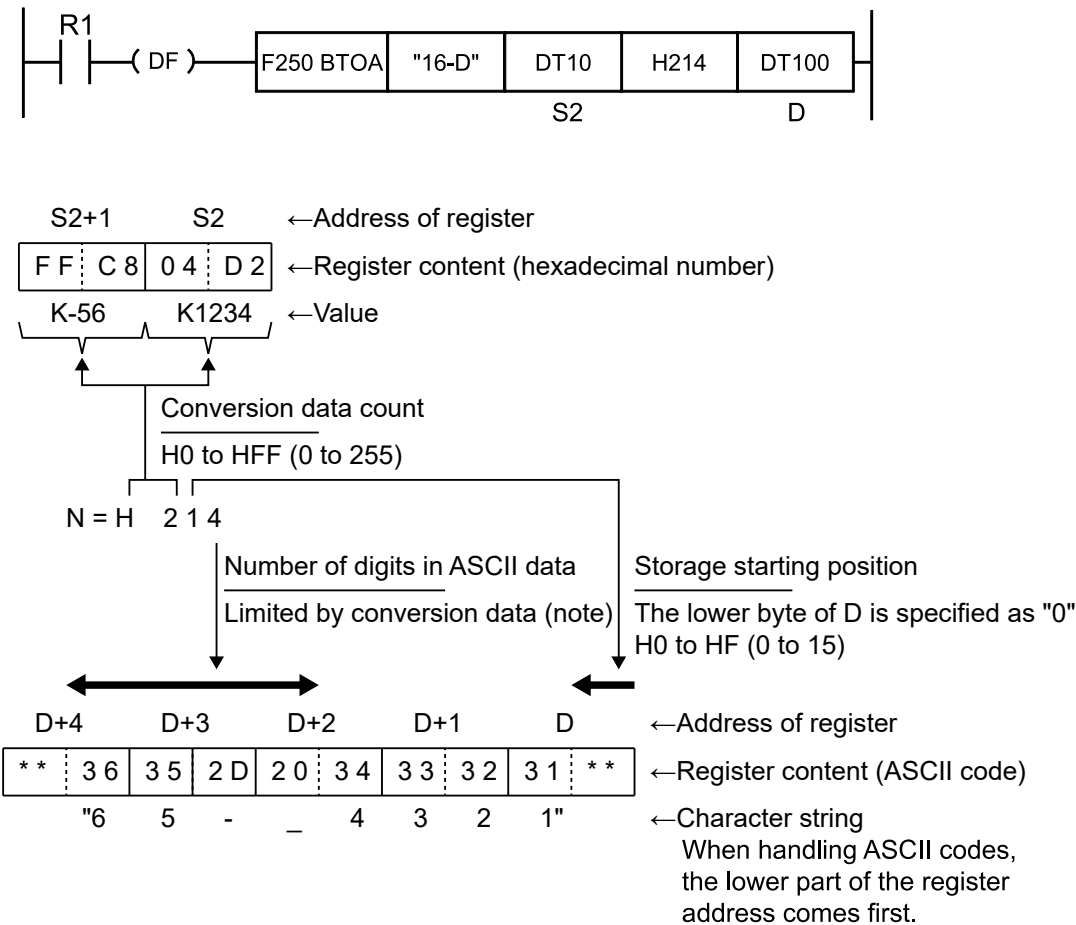 R1
( DF )
F250 BTOA "16-D" DT10 H214 DT100
S2 D
S2+1 S2 ←Address of register
F F C 8 0 4 D 2 ←Register content (hexadecimal number)
K-56 K1234 ←Value
Conversion data count
H0 to HFF (0 to 255)
N = H 2 1 4
Number of digits in ASCII data
Limited by conversion data (note)
Storage starting position
The lower byte of D is specified as "0"
H0 to HF (0 to 15)
D+4 D+3 D+2 D+1 D ←Address of register
* * 3 6 3 5 2 D 2 0 3 4 3 3 3 2 3 1 * * ←Register content (ASCII code)
"6 5 - _ 4 3 2 1" ←Character string
When handling ASCII codes,
the lower part of the register
address comes first.